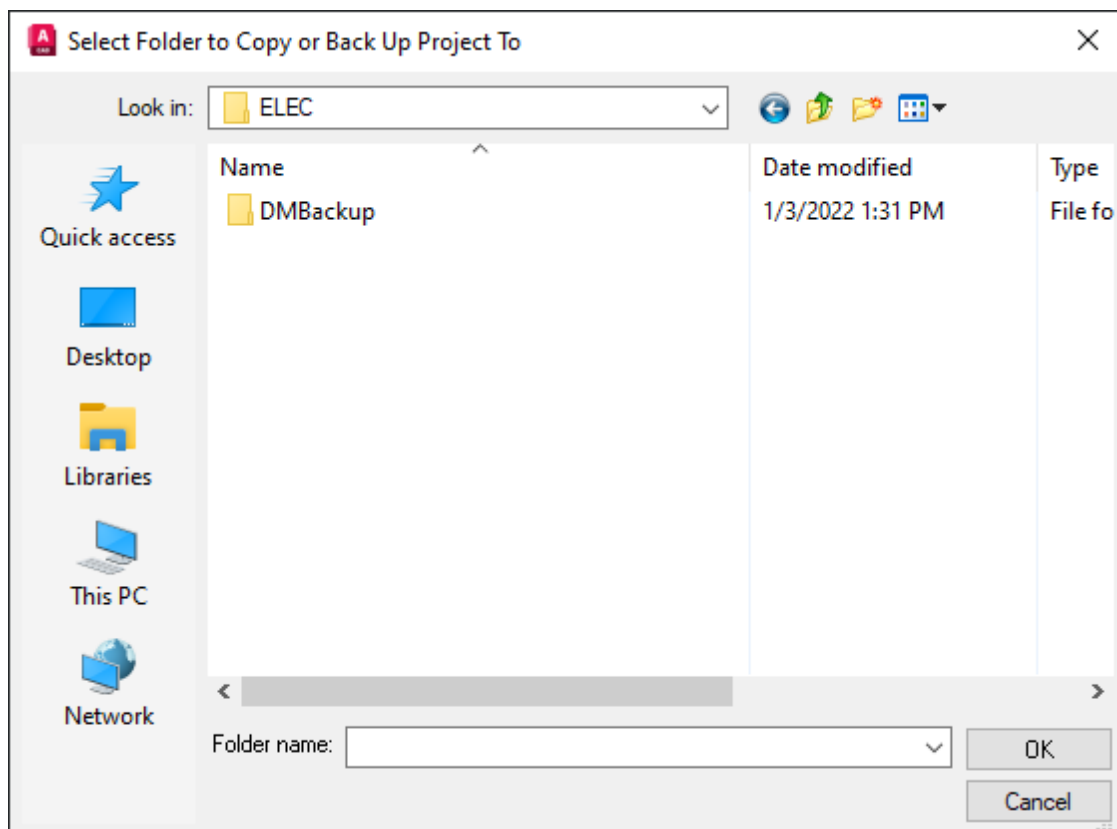 Select Folder to Copy or Back Up Project To
Look in: ELEC
Name Date modified Type
DMBackup 1/3/2022 1:31 PM File fo
Quick access
Desktop
Libraries
This PC
Network
Folder name: OK
Cancel